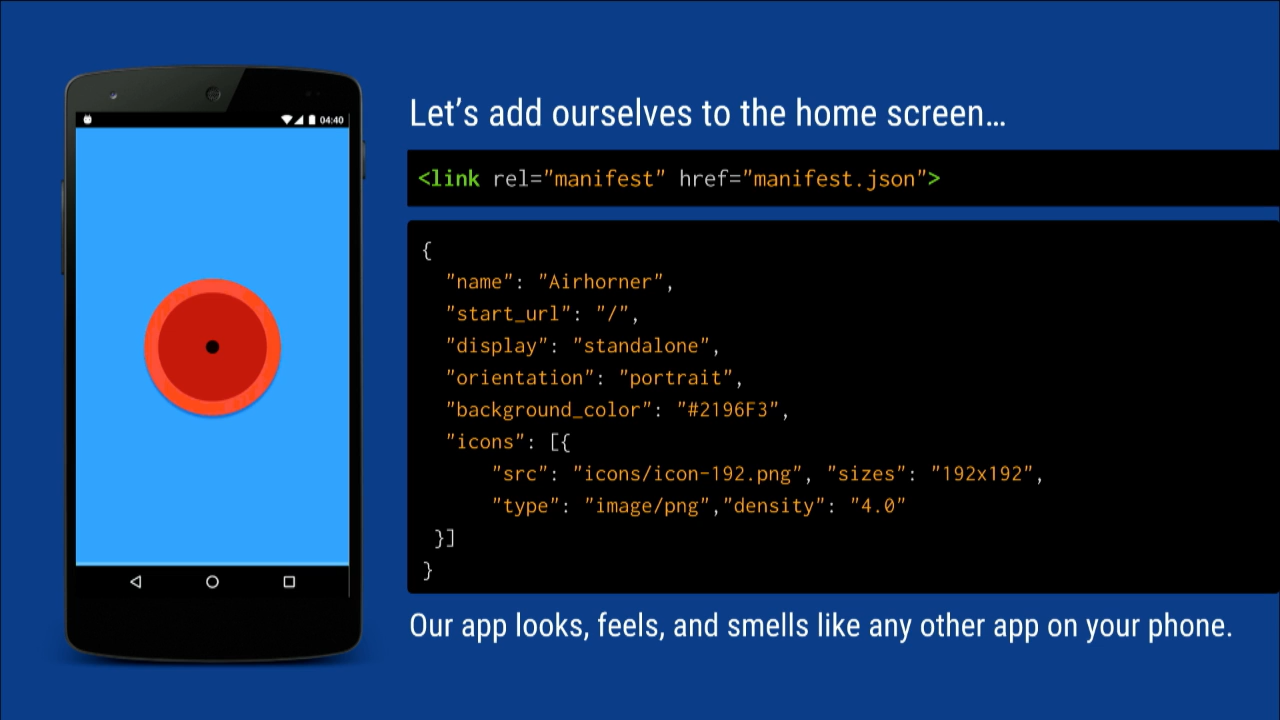 04:40
Let’s add ourselves to the home screen…
<link rel="manifest" href="manifest.json">
{
"name": "Airhorner",
"start_url": "/",
"display": "standalone",
"orientation": "portrait",
"background_color": "#2196F3",
"icons": [{
"src": "icons/icon-192.png", "sizes": "192x192",
"type": "image/png","density": "4.0"
}]
}
Our app looks, feels, and smells like any other app on your phone.